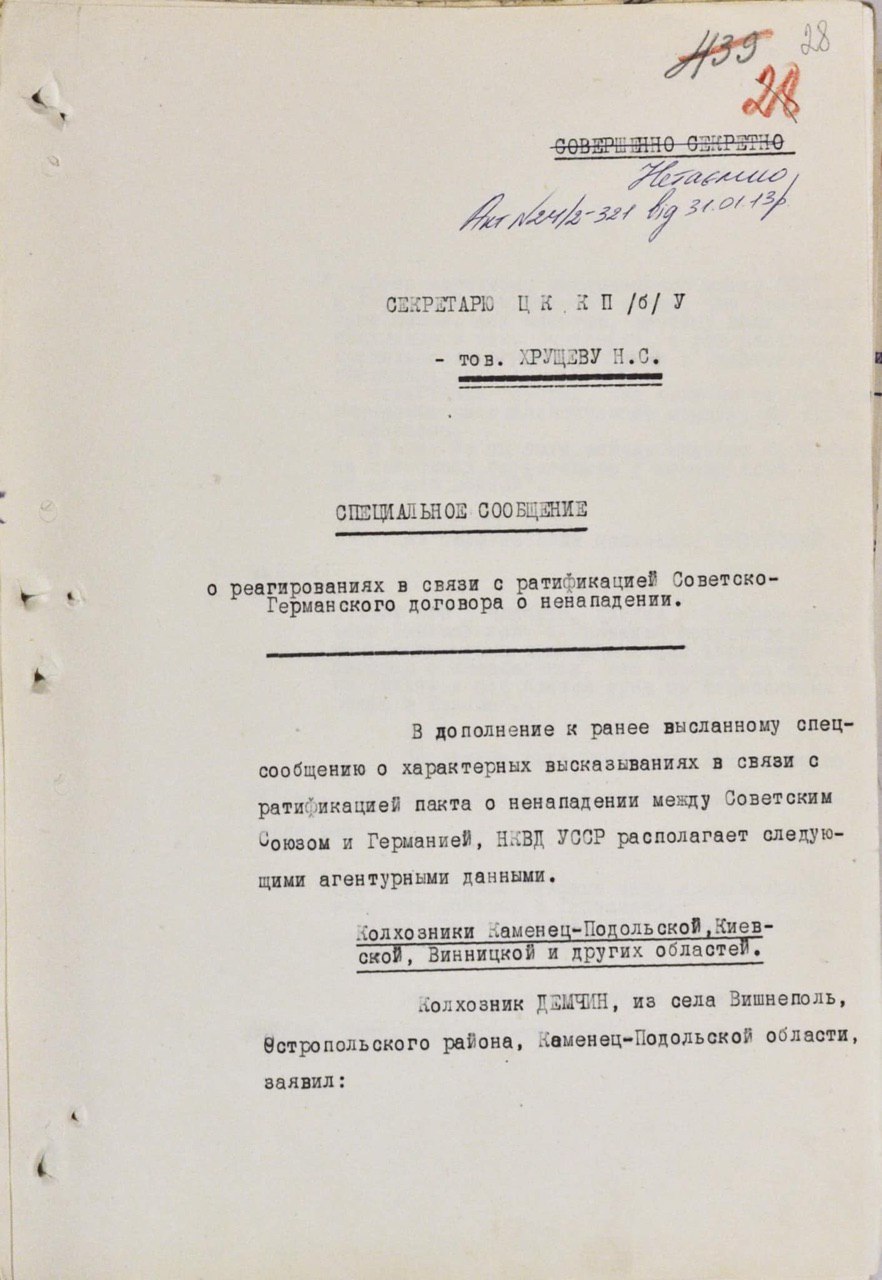 439 28
28
СОВЕРШЕННО СЕКРЕТНО
Нетаємно
Акт №24/2-321 від 31.01.13р
СЕКРЕТАРЮ Ц К К П /б/ У
- тов. ХРУЩЕВУ Н.С.
СПЕЦИАЛЬНОЕ СООБЩЕНИЕ
о реагированиях в связи с ратификацией Советско-
Германского договора о ненападении.
В дополнение к ранее высланному спец-
сообщению о характерных высказываниях в связи с
ратификацией пакта о ненападении между Советским
Союзом и Германией, НКВД УССР располагает следую-
щими агентурными данными.
Колхозники Каменец-Подольской,Киев-
ской, Винницкой и других областей.
Колхозник ДЕМЧИН, из села Вишнеполь,
Остропольского района, Каменец-Подольской области,
заявил: